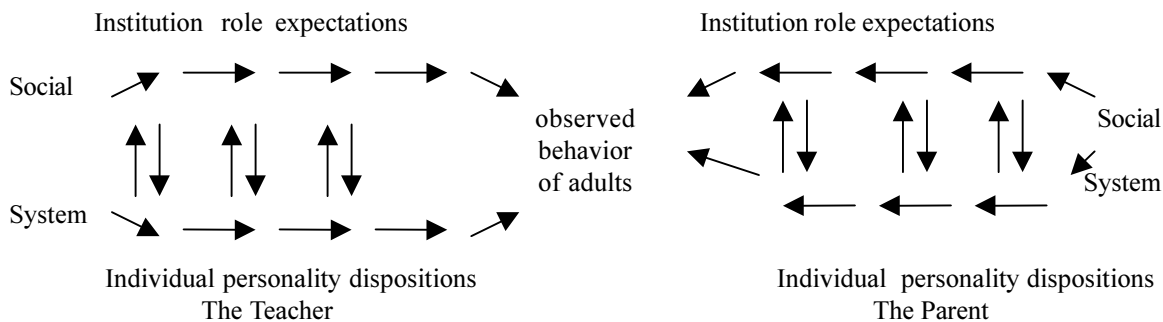 Institution role expectations
Institution role expectations
Social
Social
observed
behavior
of adults
System
System
Individual personality dispositions
The Teacher
Individual personality dispositions
The Parent